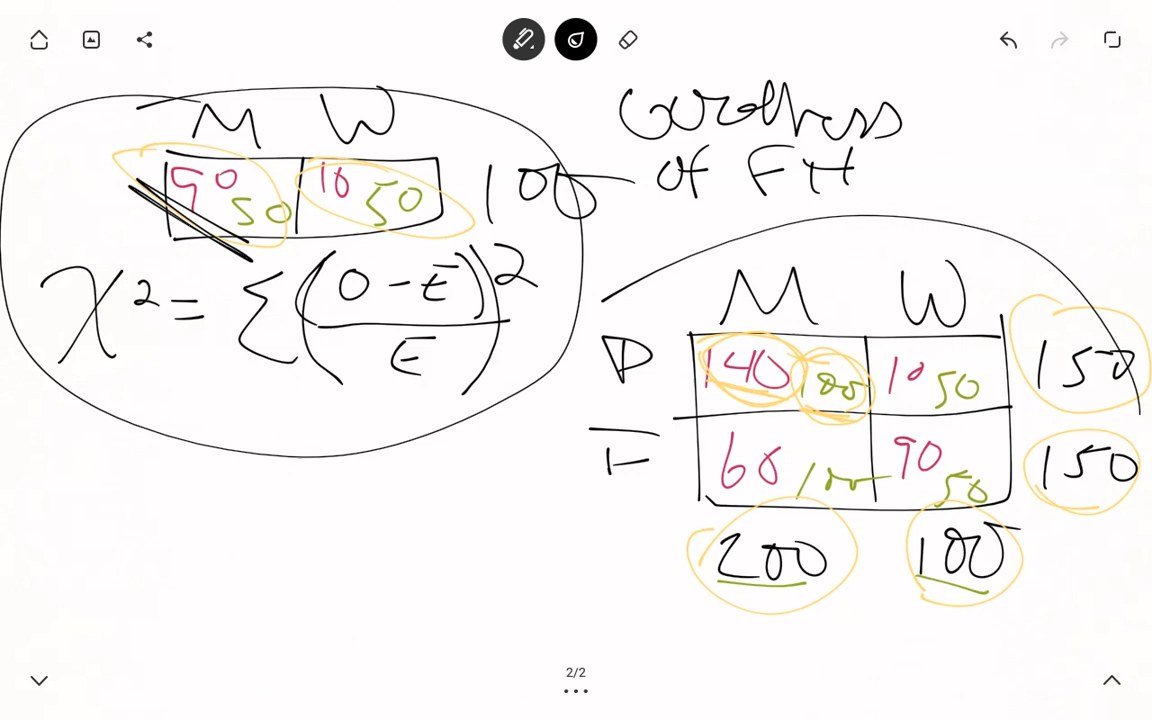 M W
90 50 10 50 100
χ² = Σ((O - E)² / E)
Goodness
of FIT
M W
P 140 100 10 50 150
F 60 100 90 50 150
200 100
2/2